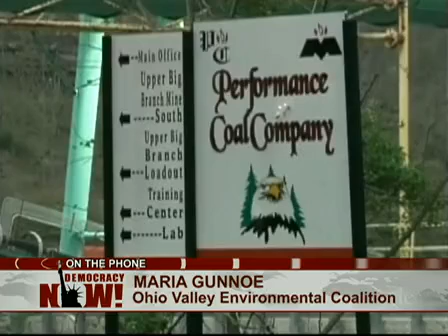 Main Office
Upper Big
Branch Mine
South
Upper Big
Branch
Loadout
Training
Center
Lab
P
C
M
Performance
Coal Company
ON THE PHONE
DEMOCRACY
NOW!
MARIA GUNNOE
Ohio Valley Environmental Coalition